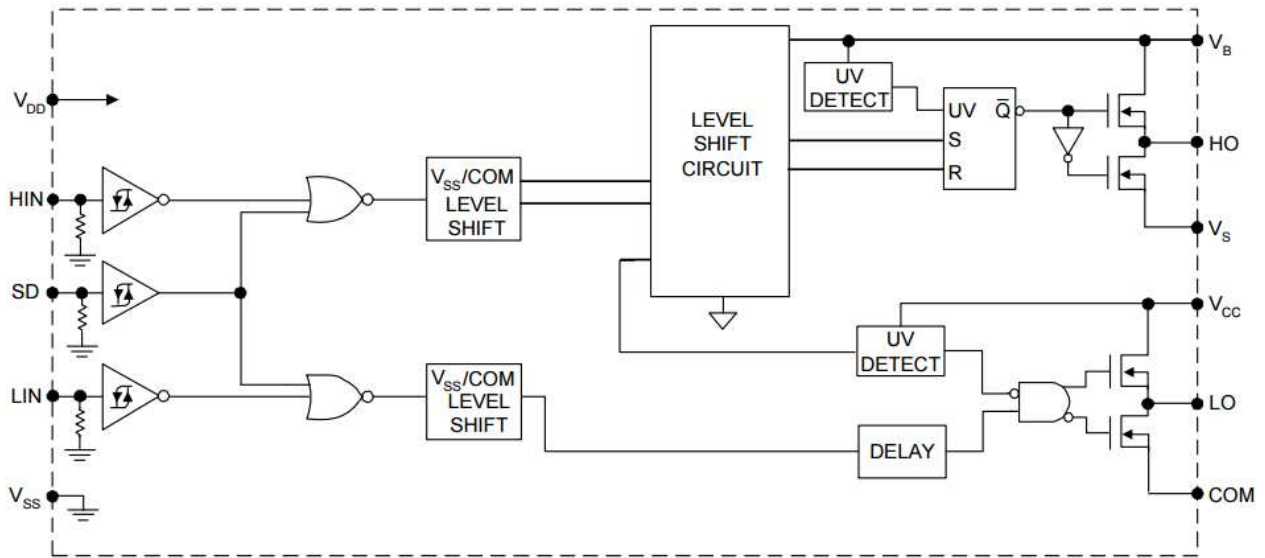 V_B
UV
DETECT
V_DD
UV Q̅
LEVEL
SHIFT
CIRCUIT
S
HO
R
V_SS/COM
LEVEL
SHIFT
HIN
V_S
SD
V_CC
UV
DETECT
V_SS/COM
LEVEL
SHIFT
LIN
LO
DELAY
V_SS
COM